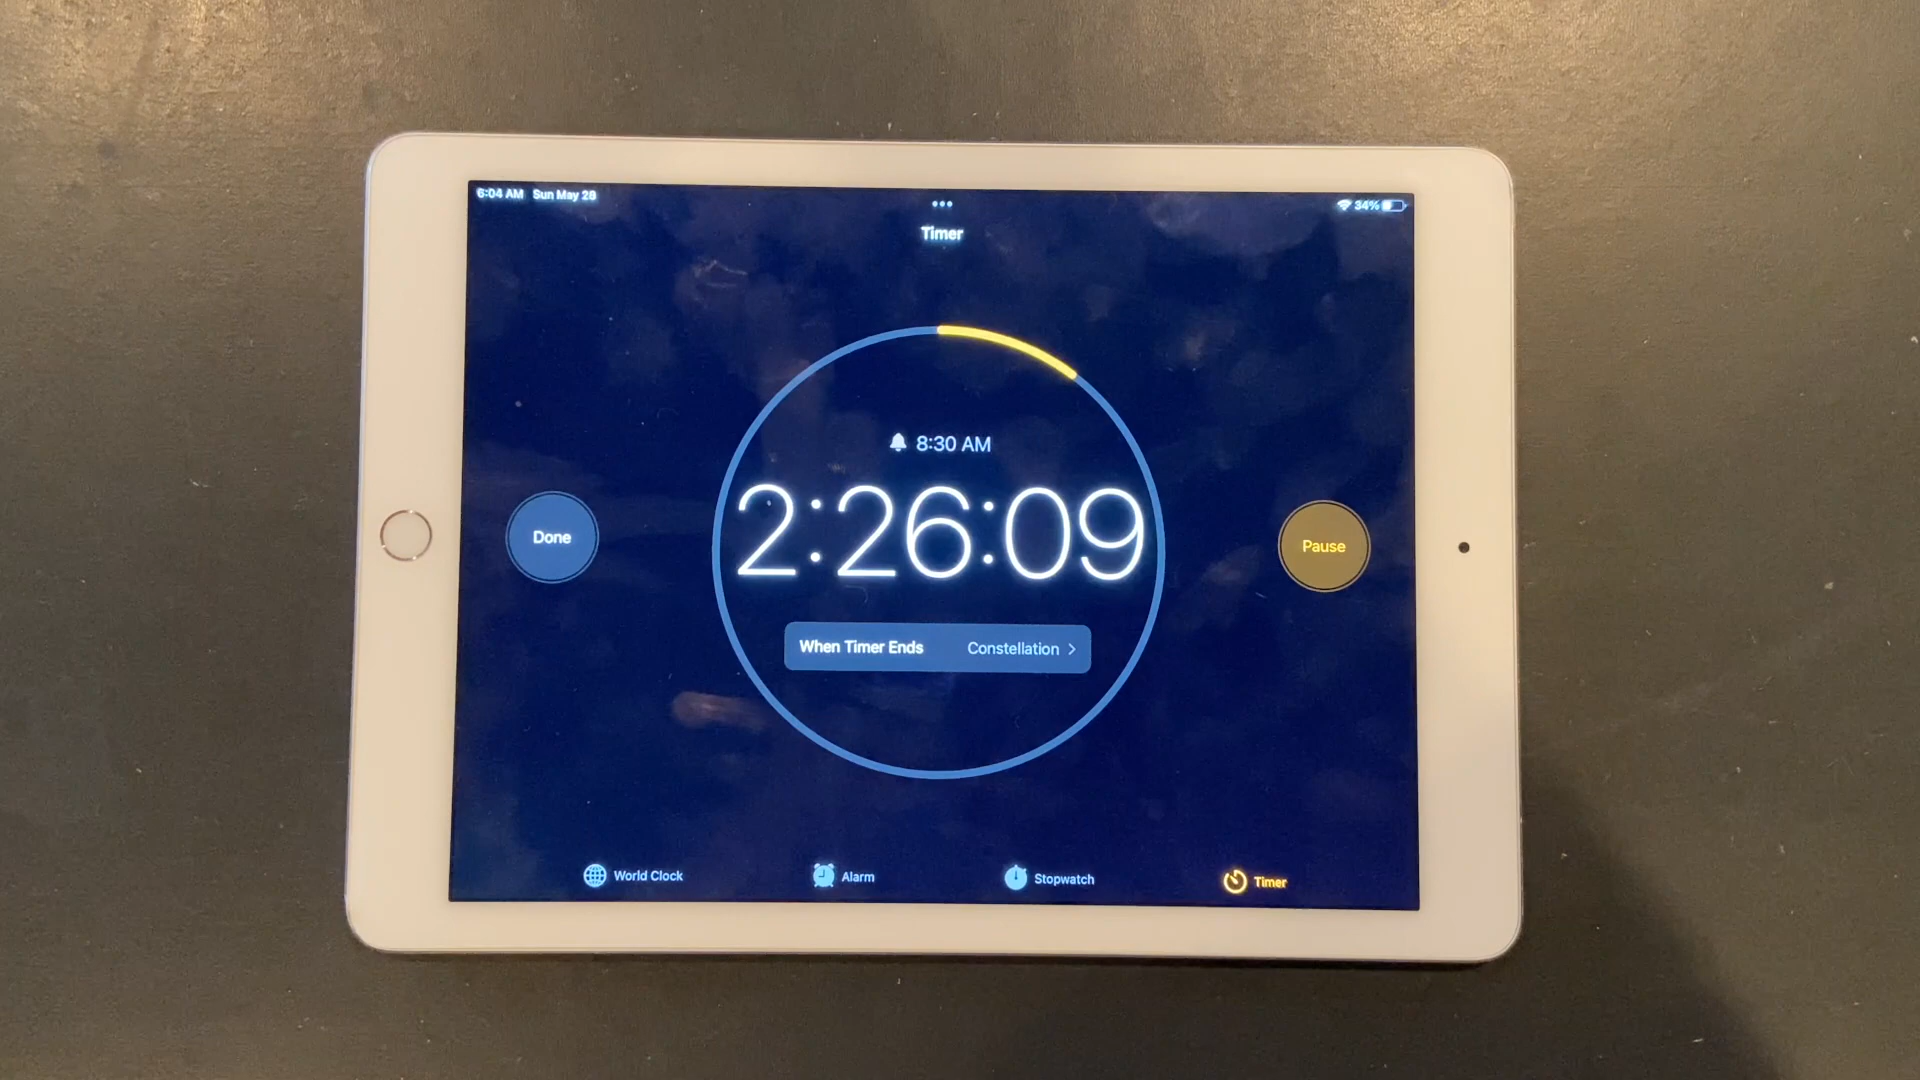 6:04 AM Sun May 28
34%
Timer
8:30 AM
2:26:09
Done
Pause
When Timer Ends Constellation >
World Clock Alarm Stopwatch Timer